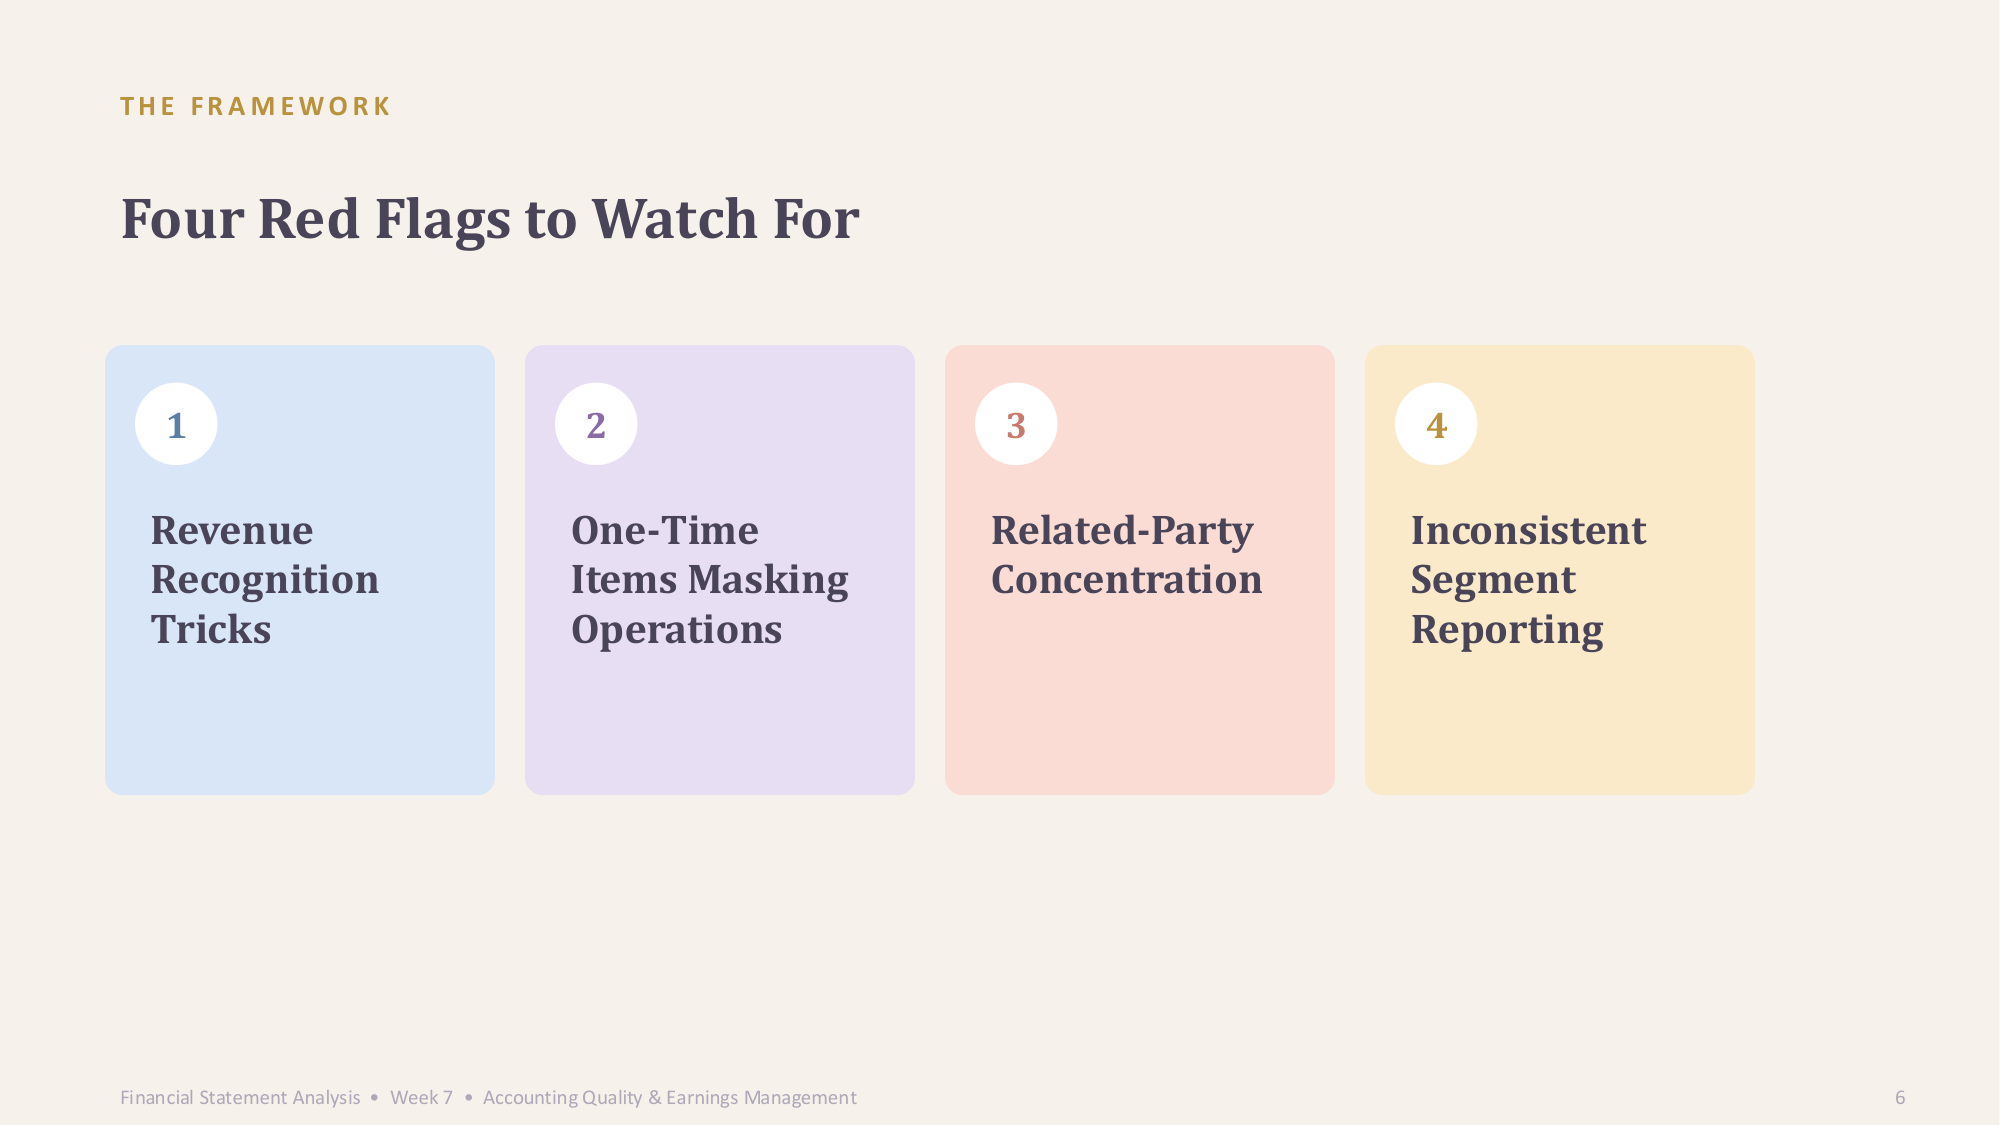 THE FRAMEWORK
Four Red Flags to Watch For
1
Revenue
Recognition
Tricks
2
One-Time
Items Masking
Operations
3
Related-Party
Concentration
4
Inconsistent
Segment
Reporting
Financial Statement Analysis • Week 7 • Accounting Quality & Earnings Management
6